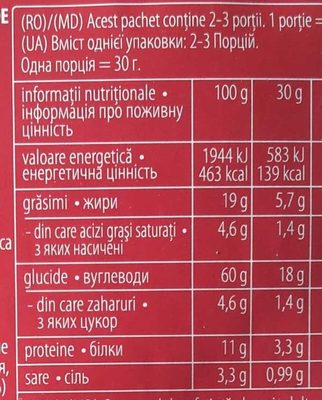 (RO)/(MD) Acest pachet conține 2-3 porții. 1 porție =
(UA) Вміст однієї упаковки: 2-3 Порцій.
Одна порція = 30 г.
informații nutriționale • 100 g 30 g
інформація про поживну
цінність
valoare energetică • 1944 kJ 583 kJ
енергетична цінність 463 kcal 139 kcal
grăsimi • жири 19 g 5,7 g
- din care acizi grași saturați • 4,6 g 1,4 g
з яких насичені
glucide • вуглеводи 60 g 18 g
- din care zaharuri • 4,6 g 1,4 g
з яких цукор
proteine • білки 11 g 3,3 g
sare • сіль 3,3 g 0,99 g